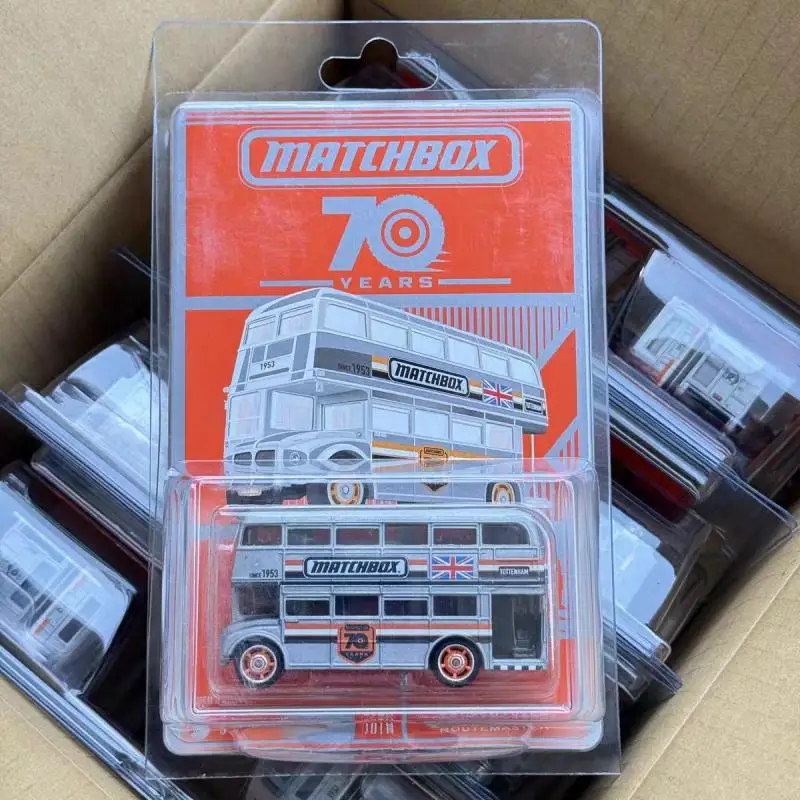 MATCHBOX
70
YEARS
1953
SINCE 1953
MATCHBOX
MATCHBOX
SINCE 1953
TOTTENHAM
70
YEARS
ROUTEMASTER